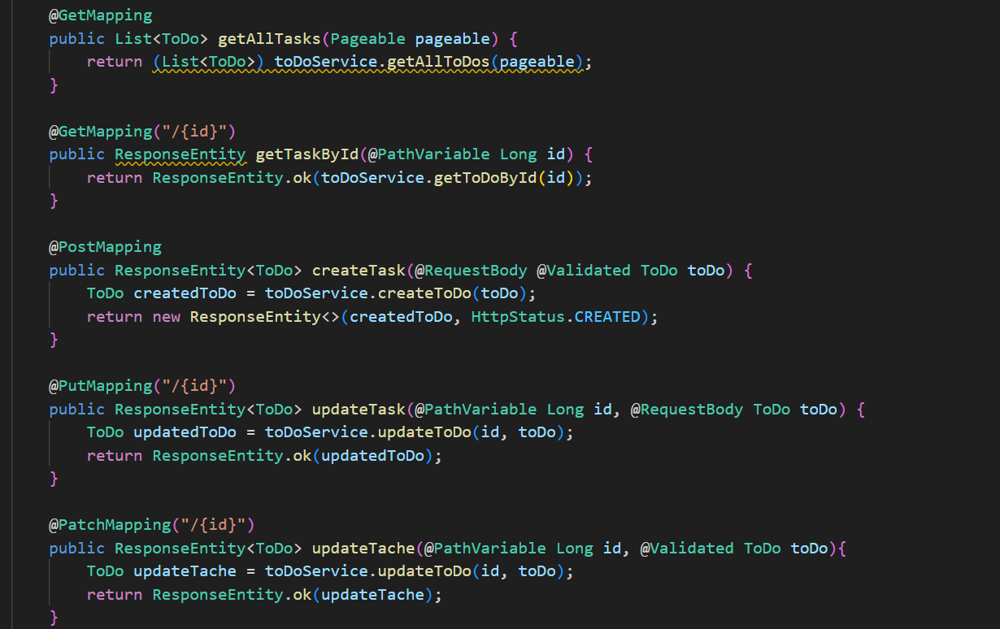 @GetMapping
public List<ToDo> getAllTasks(Pageable pageable) {
return (List<ToDo>) toDoService.getAllToDos(pageable);
}
@GetMapping("/{id}")
public ResponseEntity getTaskById(@PathVariable Long id) {
return ResponseEntity.ok(toDoService.getToDoById(id));
}
@PostMapping
public ResponseEntity<ToDo> createTask(@RequestBody @Validated ToDo toDo) {
ToDo createdToDo = toDoService.createToDo(toDo);
return new ResponseEntity<>(createdToDo, HttpStatus.CREATED);
}
@PutMapping("/{id}")
public ResponseEntity<ToDo> updateTask(@PathVariable Long id, @RequestBody ToDo toDo) {
ToDo updatedToDo = toDoService.updateToDo(id, toDo);
return ResponseEntity.ok(updatedToDo);
}
@PatchMapping("/{id}")
public ResponseEntity<ToDo> updateTache(@PathVariable Long id, @Validated ToDo toDo){
ToDo updateTache = toDoService.updateToDo(id, toDo);
return ResponseEntity.ok(updateTache);
}